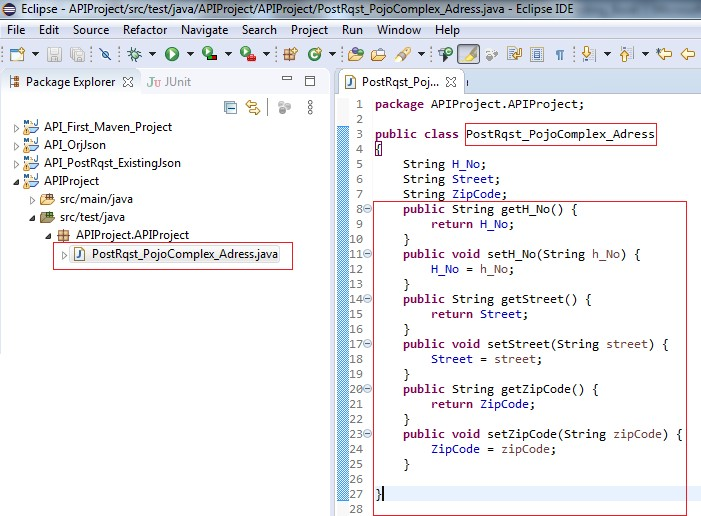 Eclipse - APIProject/src/test/java/APIProject/APIProject/PostRqst_PojoComplex_Adress.java - Eclipse IDE
File Edit Source Refactor Navigate Search Project Run Window Help
Package Explorer JUnit
API_First_Maven_Project
API_OrjJson
API_PostRqst_ExistingJson
APIProject
src/main/java
src/test/java
APIProject.APIProject
PostRqst_PojoComplex_Adress.java
PostRqst_Poj...
1 package APIProject.APIProject;
2
3 public class PostRqst_PojoComplex_Adress
4 {
5 String H_No;
6 String Street;
7 String ZipCode;
8 public String getH_No() {
9 return H_No;
10 }
11 public void setH_No(String h_No) {
12 H_No = h_No;
13 }
14 public String getStreet() {
15 return Street;
16 }
17 public void setStreet(String street) {
18 Street = street;
19 }
20 public String getZipCode() {
21 return ZipCode;
22 }
23 public void setZipCode(String zipCode) {
24 ZipCode = zipCode;
25 }
26
27 }
28